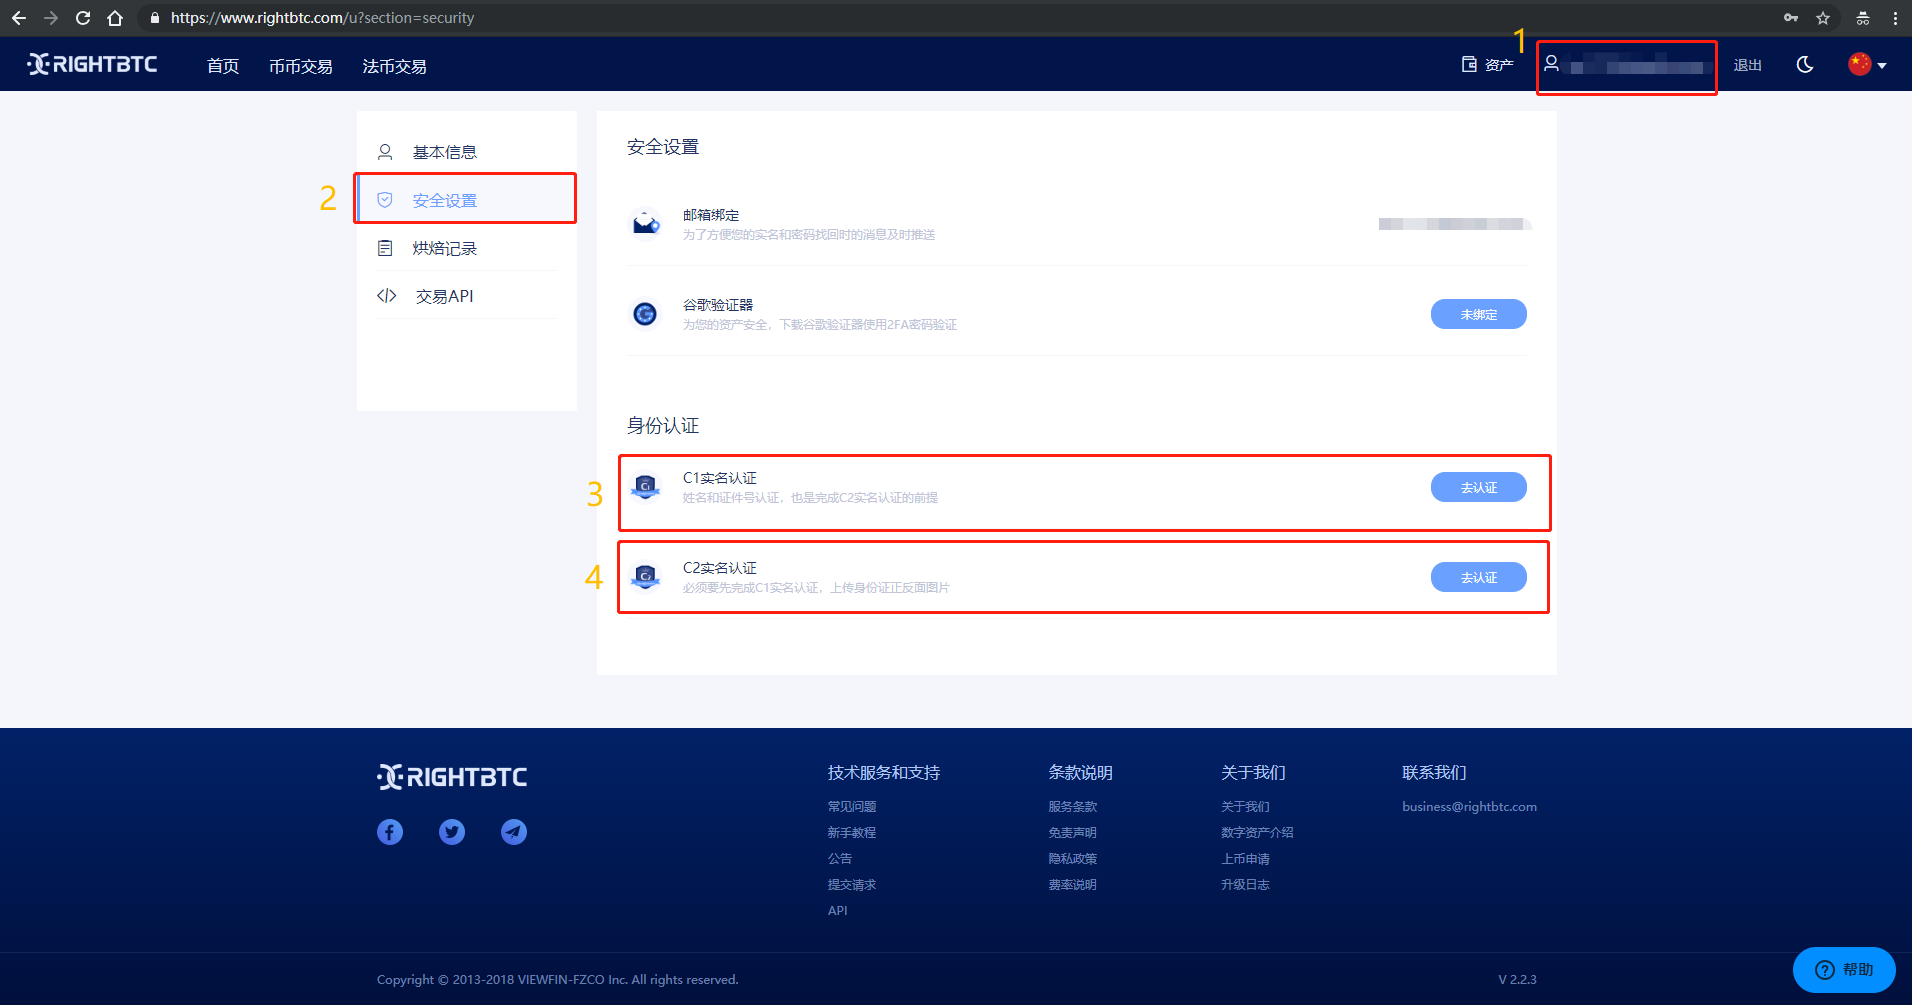 https://www.rightbtc.com/u?section=security
RIGHTBTC
首页
币币交易
法币交易
资产
1
退出
基本信息
2
安全设置
烘焙记录
交易API
安全设置
邮箱绑定
为了方便您的实名和密码找回时的消息及时推送
谷歌验证器
为您的资产安全，下载谷歌验证器使用2FA密码验证
未绑定
身份认证
3
C1实名认证
姓名和证件号认证，也是完成C2实名认证的前提
去认证
4
C2实名认证
必须要先完成C1实名认证，上传身份证正反面图片
去认证
RIGHTBTC
技术服务和支持
常见问题
新手教程
公告
提交请求
API
条款说明
服务条款
免责声明
隐私政策
费率说明
关于我们
关于我们
数字资产介绍
上币申请
升级日志
联系我们
business@rightbtc.com
Copyright © 2013-2018 VIEWFIN-FZCO Inc. All rights reserved.
V 2.2.3
帮助